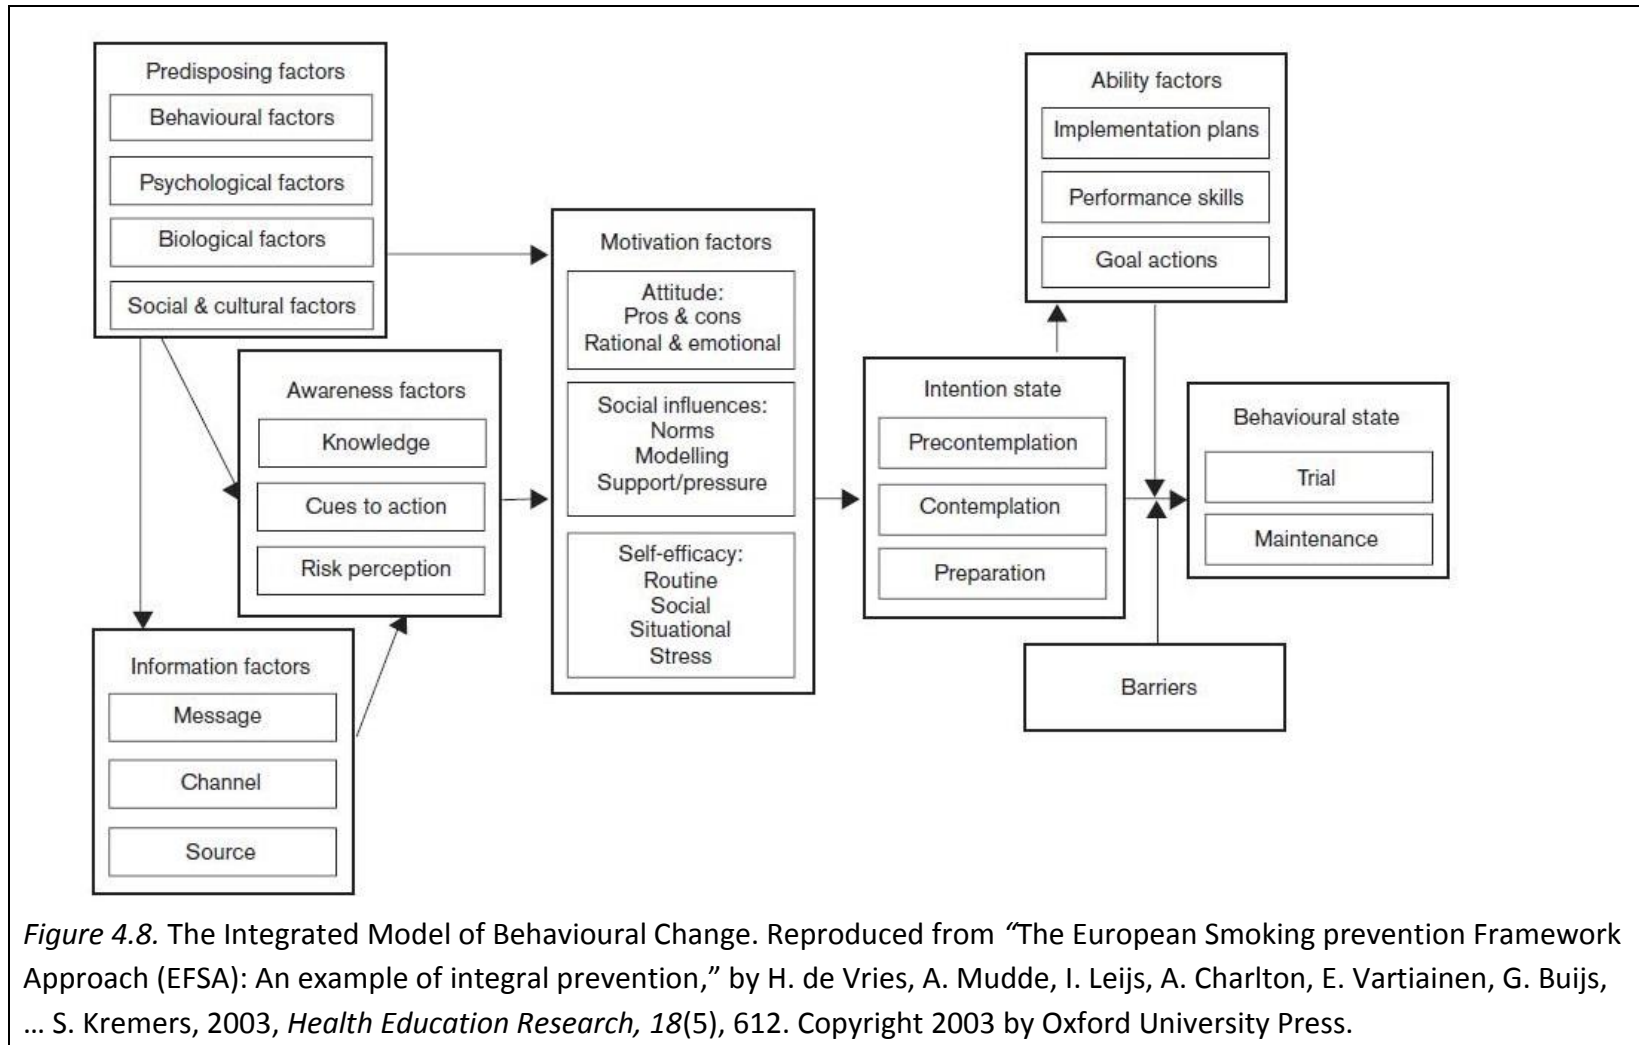 Predisposing factors
Behavioural factors
Psychological factors
Biological factors
Social & cultural factors
Awareness factors
Knowledge
Cues to action
Risk perception
Information factors
Message
Channel
Source
Motivation factors
Attitude:
Pros & cons
Rational & emotional
Social influences:
Norms
Modelling
Support/pressure
Self-efficacy:
Routine
Social
Situational
Stress
Intention state
Precontemplation
Contemplation
Preparation
Ability factors
Implementation plans
Performance skills
Goal actions
Barriers
Behavioural state
Trial
Maintenance
Figure 4.8. The Integrated Model of Behavioural Change. Reproduced from “The European Smoking prevention Framework
Approach (EFSA): An example of integral prevention,” by H. de Vries, A. Mudde, I. Leijs, A. Charlton, E. Vartiainen, G. Buijs,
… S. Kremers, 2003, Health Education Research, 18(5), 612. Copyright 2003 by Oxford University Press.